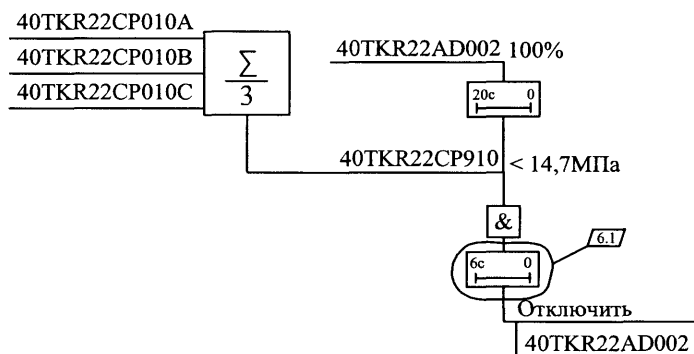 40TKR22CP010A
40TKR22CP010B
40TKR22CP010C
∑
3
40TKR22AD002 100%
20с 0
40TKR22CP910 < 14,7МПа
&
6.1
6с 0
Отключить
40TKR22AD002